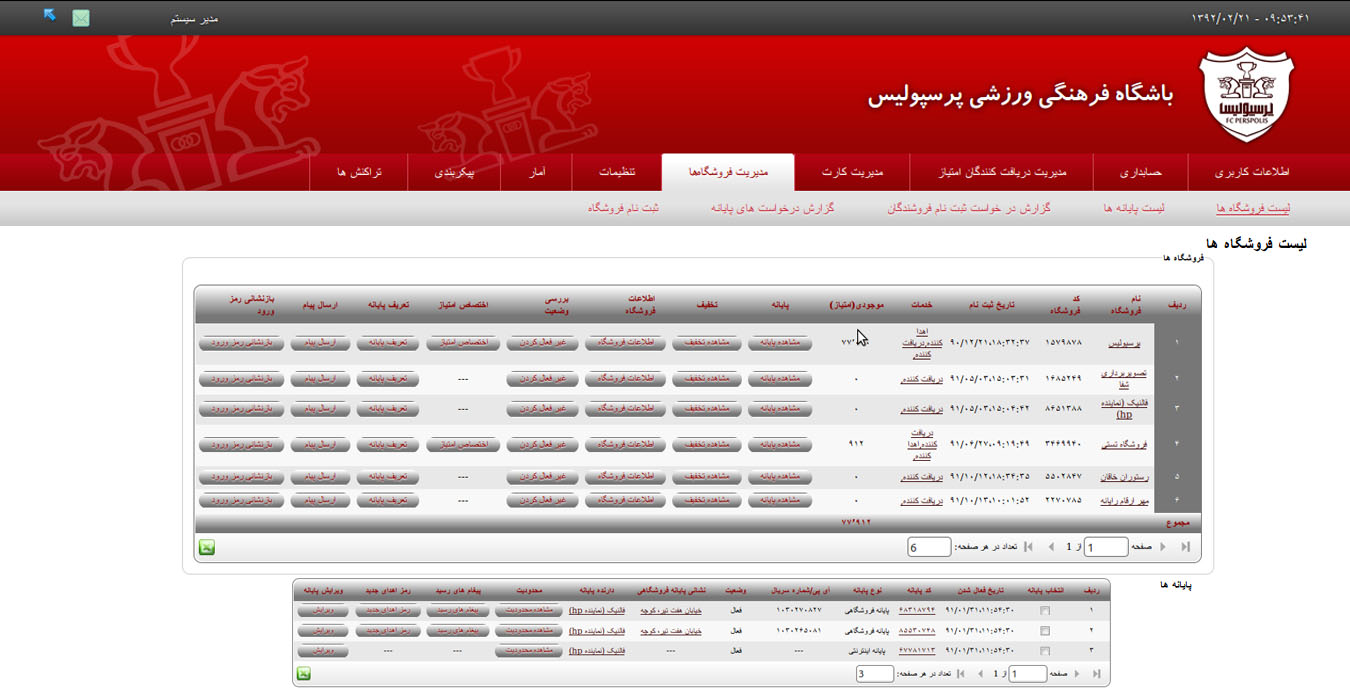 ۱۳۹۲/۰۲/۲۱ - ۰۹:۵۳:۴۱ مدیر سیستم
باشگاه فرهنگی ورزشی پرسپولیس
پرسپولیس
FC PERSPOLIS
اطلاعات کاربری حسابداری مدیریت دریافت کنندگان امتیاز مدیریت کارت مدیریت فروشگاهها تنظیمات آمار پیکربندی تراکنش ها
لیست فروشگاه ها لیست پایانه ها گزارش در خواست ثبت نام فروشندگان گزارش درخواست های پایانه ثبت نام فروشگاه
لیست فروشگاه ها
فروشگاه ها
ردیف نام فروشگاه کد فروشگاه تاریخ ثبت نام خدمات موجودی(امتیاز) پایانه تخفیف اطلاعات فروشگاه بررسی وضعیت اختصاص امتیاز تعریف پایانه ارسال پیام بازنشانی رمز ورود
۱ پرسپولیس ۱۵۷۹۸۷۸ ۹۰/۱۲/۲۱،۱۸:۳۲:۳۷ اهدا کننده,دریافت کننده, مشاهده پایانه مشاهده تخفیف اطلاعات فروشگاه غیر فعال کردن اختصاص امتیاز تعریف پایانه ارسال پیام بازنشانی رمز ورود
۲ تصویربرداری شفا ۱۶۸۵۲۴۹ ۹۱/۰۵/۰۳،۱۵:۰۳:۳۱ دریافت کننده, ۰ مشاهده پایانه مشاهده تخفیف اطلاعات فروشگاه غیر فعال کردن --- تعریف پایانه ارسال پیام بازنشانی رمز ورود
۳ فالنیک (نماینده hp) ۸۶۵۱۳۸۸ ۹۱/۰۵/۰۳،۱۵:۰۴:۴۲ دریافت کننده, ۰ مشاهده پایانه مشاهده تخفیف اطلاعات فروشگاه غیر فعال کردن --- تعریف پایانه ارسال پیام بازنشانی رمز ورود
۴ فروشگاه تستی ۳۴۶۹۹۴۰ ۹۱/۰۶/۲۷،۰۹:۱۹:۴۹ دریافت کننده,اهدا کننده, ۹۱۲ مشاهده پایانه مشاهده تخفیف اطلاعات فروشگاه غیر فعال کردن اختصاص امتیاز تعریف پایانه ارسال پیام بازنشانی رمز ورود
۵ رستوران خاقان ۵۵۰۲۸۴۷ ۹۱/۱۰/۱۲،۱۸:۳۴:۳۵ دریافت کننده, ۰ مشاهده پایانه مشاهده تخفیف اطلاعات فروشگاه غیر فعال کردن --- تعریف پایانه ارسال پیام بازنشانی رمز ورود
۶ مهر ارقام رایانه ۲۲۷۰۷۸۵ ۹۱/۱۰/۱۳،۱۰:۰۱:۵۲ دریافت کننده, ۰ مشاهده پایانه مشاهده تخفیف اطلاعات فروشگاه غیر فعال کردن --- تعریف پایانه ارسال پیام بازنشانی رمز ورود
مجموع ۷۷٬۹۱۲
صفحه 1 از 1 تعداد در هر صفحه: 6
پایانه ها
ردیف انتخاب پایانه تاریخ فعال شدن کد پایانه نوع پایانه آی پی/شماره سریال وضعیت نشانی پایانه فروشگاهی دارنده پایانه محدودیت پیغام های رسید رمز اهدای جدید ویرایش پایانه
۱ ۹۱/۰۱/۳۱،۱۱:۵۴:۳۰ ۶۸۳۱۸۷۹۴ پایانه فروشگاهی ۱۰۳۰۲۷۰۸۲۷ فعال خیابان هفت تیر، کوچه فالنیک (نماینده hp) مشاهده محدودیت پیغام های رسید رمز اهدای جدید ویرایش
۲ ۹۱/۰۱/۳۱،۱۱:۵۴:۳۰ ۸۵۵۳۰۷۲۸ پایانه فروشگاهی ۱۰۳۰۲۶۵۰۸۱ فعال خیابان هفت تیر، کوچه فالنیک (نماینده hp) مشاهده محدودیت پیغام های رسید رمز اهدای جدید ویرایش
۳ ۹۱/۰۱/۳۱،۱۱:۵۴:۳۰ ۶۷۷۸۱۷۱۳ پایانه اینترنتی --- فعال --- فالنیک (نماینده hp) مشاهده محدودیت --- --- ویرایش
صفحه 1 از 1 تعداد در هر صفحه: 3